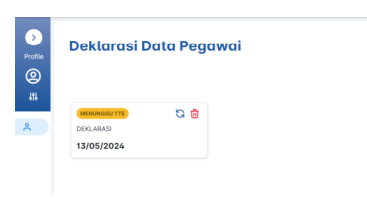 Profile
Deklarasi Data Pegawai
MENUNGGU TTE
DEKLARASI
13/05/2024